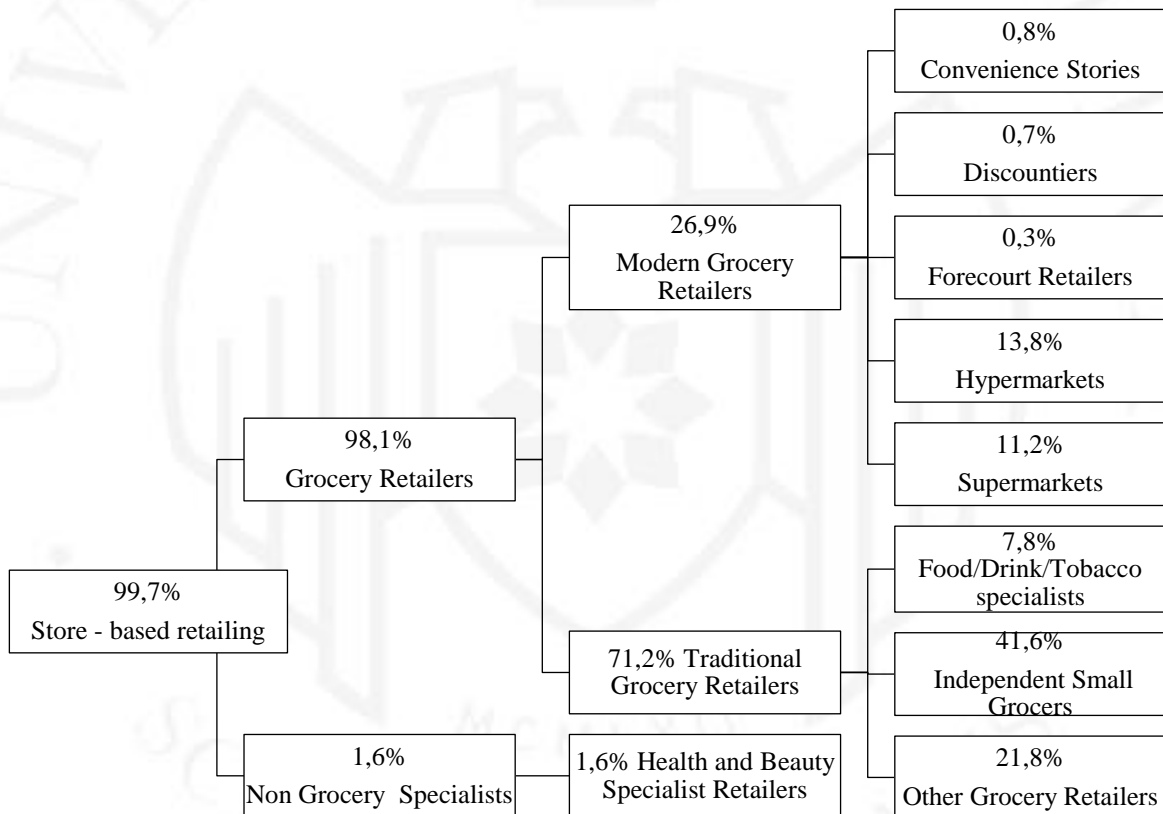 0,8%
Convenience Stories
0,7%
Discountiers
26,9%
Modern Grocery
Retailers
0,3%
Forecourt Retailers
13,8%
Hypermarkets
98,1%
Grocery Retailers
11,2%
Supermarkets
7,8%
Food/Drink/Tobacco
specialists
99,7%
Store - based retailing
71,2% Traditional
Grocery Retailers
41,6%
Independent Small
Grocers
1,6%
Non Grocery Specialists
1,6% Health and Beauty
Specialist Retailers
21,8%
Other Grocery Retailers